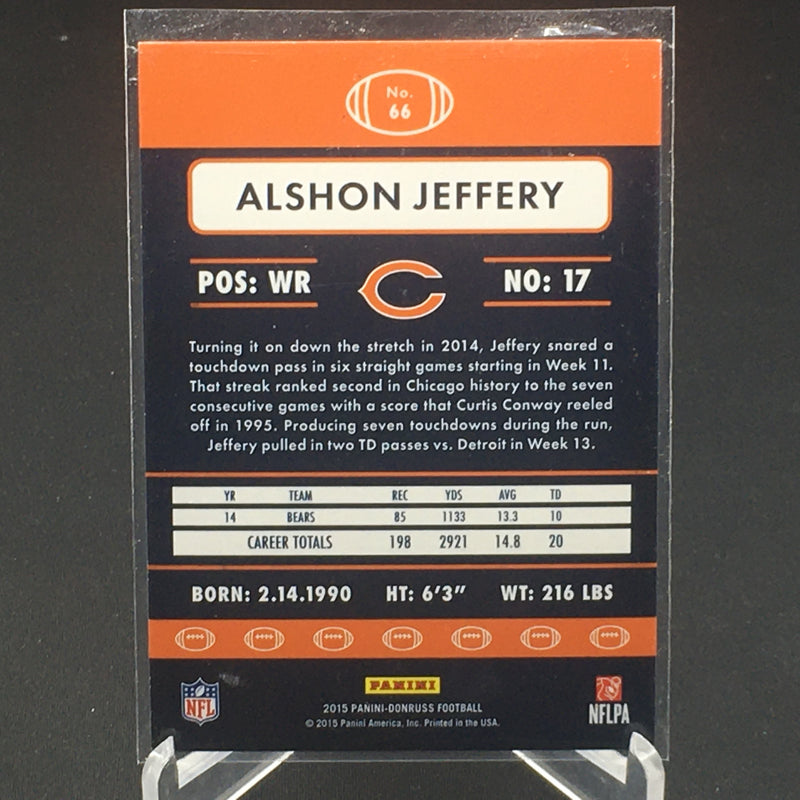 No.
66
ALSHON JEFFERY
POS: WR
NO: 17
Turning it on down the stretch in 2014, Jeffery snared a
touchdown pass in six straight games starting in Week 11.
That streak ranked second in Chicago history to the seven
consecutive games with a score that Curtis Conway reeled
off in 1995. Producing seven touchdowns during the run,
Jeffery pulled in two TD passes vs. Detroit in Week 13.
YR TEAM REC YDS AVG TD
14 BEARS 85 1133 13.3 10
CAREER TOTALS 198 2921 14.8 20
BORN: 2.14.1990 HT: 6'3" WT: 216 LBS
PANINI
NFL
2015 PANINI-DONRUSS FOOTBALL
© 2015 Panini America, Inc. Printed in the USA.
NFLPA